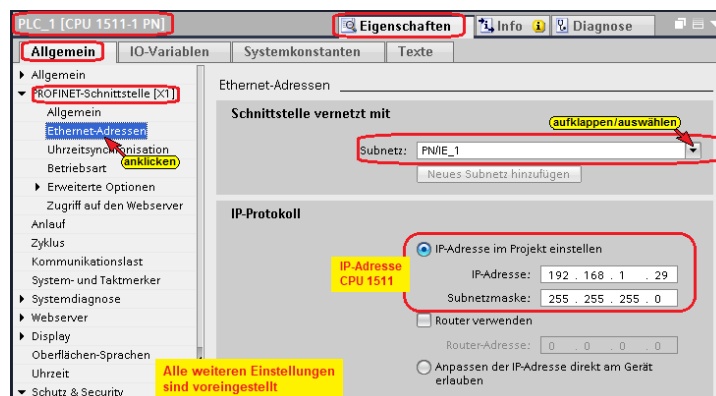 PLC_1 [CPU 1511-1 PN]
Eigenschaften
Info
Diagnose
Allgemein
IO-Variablen
Systemkonstanten
Texte
Allgemein
PROFINET-Schnittstelle [X1]
Allgemein
Ethernet-Adressen
Uhrzeitsynchronisation
anklicken
Betriebsart
Erweiterte Optionen
Zugriff auf den Webserver
Anlauf
Zyklus
Kommunikationslast
System- und Taktmerker
Systemdiagnose
Webserver
Display
Oberflächen-Sprachen
Uhrzeit
Schutz & Security
Ethernet-Adressen
Schnittstelle vernetzt mit
aufklappen/auswählen
Subnetz: PN/IE_1
Neues Subnetz hinzufügen
IP-Protokoll
IP-Adresse im Projekt einstellen
IP-Adresse
CPU 1511
IP-Adresse: 192 . 168 . 1 . 29
Subnetzmaske: 255 . 255 . 255 . 0
Router verwenden
Router-Adresse: 0 . 0 . 0 . 0
Anpassen der IP-Adresse direkt am Gerät
erlauben
Alle weiteren Einstellungen
sind voreingestellt